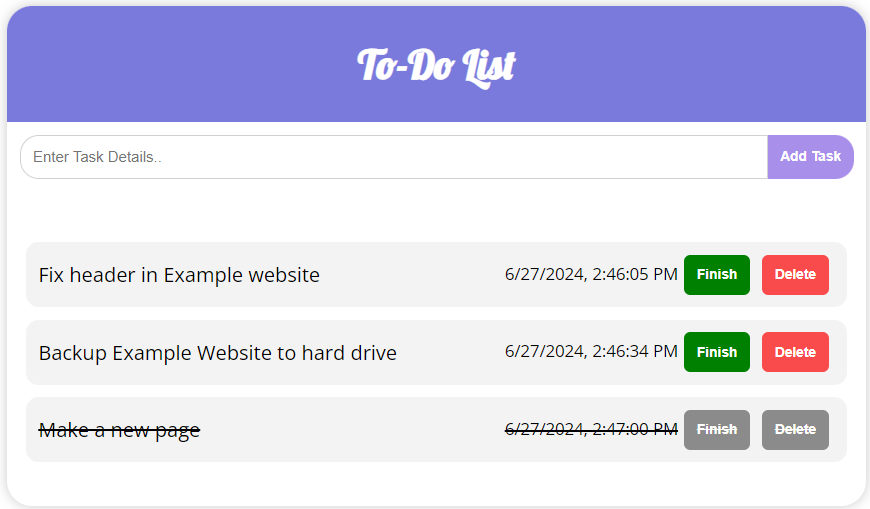 To-Do List
Enter Task Details..
Add Task
Fix header in Example website 6/27/2024, 2:46:05 PM Finish Delete
Backup Example Website to hard drive 6/27/2024, 2:46:34 PM Finish Delete
Make a new page 6/27/2024, 2:47:00 PM Finish Delete